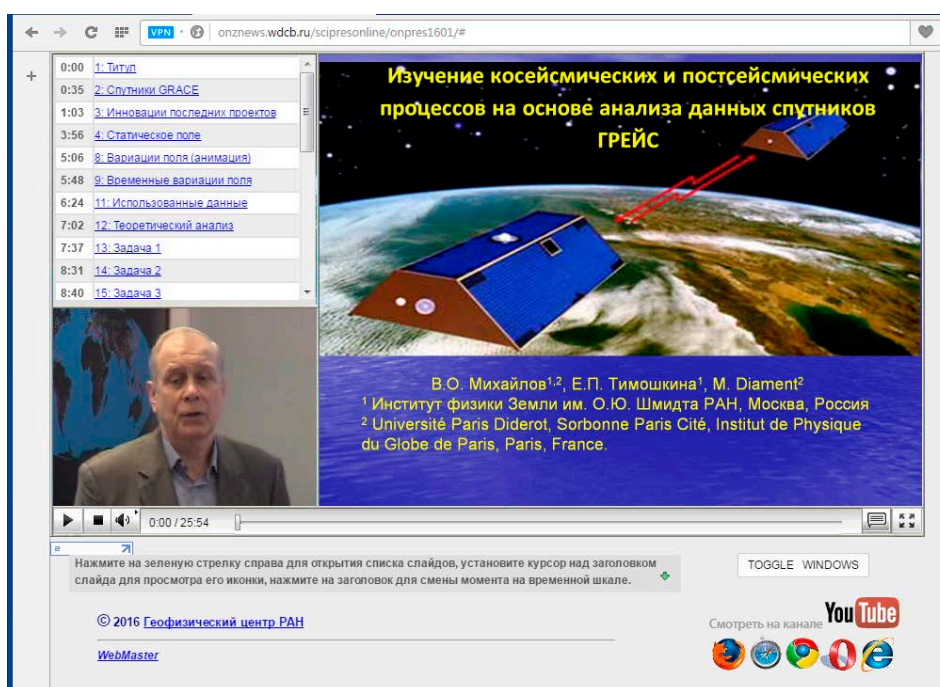 VPN
onznews.wdcb.ru/scipresonline/onpres1601/#
0:00 1: Титул
0:35 2: Спутники GRACE
1:03 3: Инновации последних проектов
3:56 4: Статическое поле
5:06 8: Вариации поля (анимация)
5:48 9: Временные вариации поля
6:24 11: Использованные данные
7:02 12: Теоретический анализ
7:37 13: Задача 1
8:31 14: Задача 2
8:40 15: Задача 3
Изучение косейсмических и постсейсмических
процессов на основе анализа данных спутников
ГРЕЙС
В.О. Михайлов1,2, Е.П. Тимошкина1, M. Diament2
1 Институт физики Земли им. О.Ю. Шмидта РАН, Москва, Россия
2 Université Paris Diderot, Sorbonne Paris Cité, Institut de Physique
du Globe de Paris, Paris, France.
0:00 / 25:54
Нажмите на зеленую стрелку справа для открытия списка слайдов, установите курсор над заголовком
слайда для просмотра его иконки, нажмите на заголовок для смены момента на временной шкале.
TOGGLE WINDOWS
© 2016 Геофизический центр РАН
WebMaster
Смотреть на канале YouTube